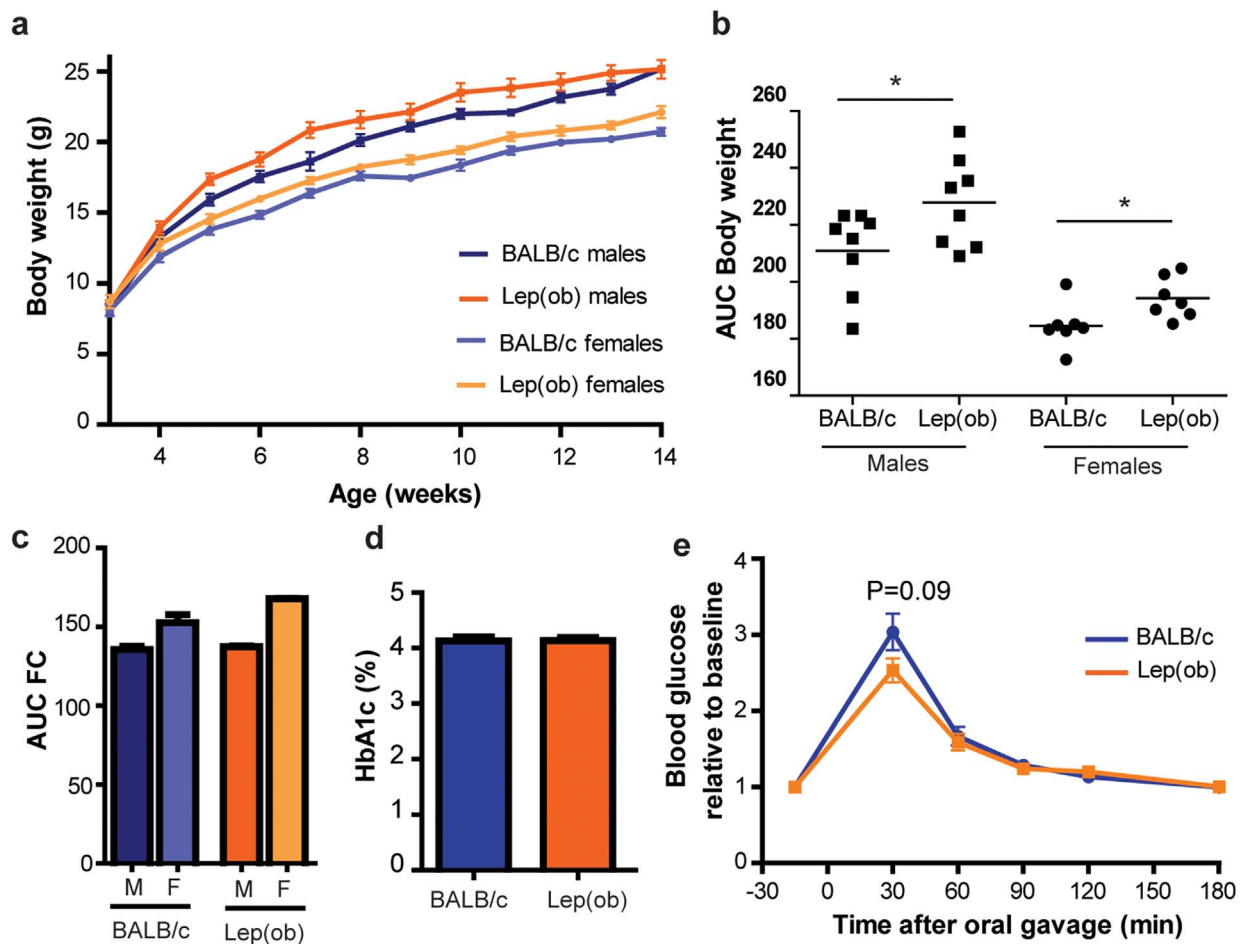 a
Body weight (g)
25
20
15
10
5
0
4
6
8
10
12
14
Age (weeks)
BALB/c males
Lep(ob) males
BALB/c females
Lep(ob) females
b
AUC Body weight
260
240
220
200
180
160
*
*
BALB/c
Lep(ob)
BALB/c
Lep(ob)
Males
Females
c
AUC FC
200
150
100
50
0
M
F
M
F
BALB/c
Lep(ob)
d
HbA1c (%)
5
4
3
2
1
0
BALB/c
Lep(ob)
e
Blood glucose
relative to baseline
4
3
2
1
0
P=0.09
BALB/c
Lep(ob)
-30
0
30
60
90
120
150
180
Time after oral gavage (min)